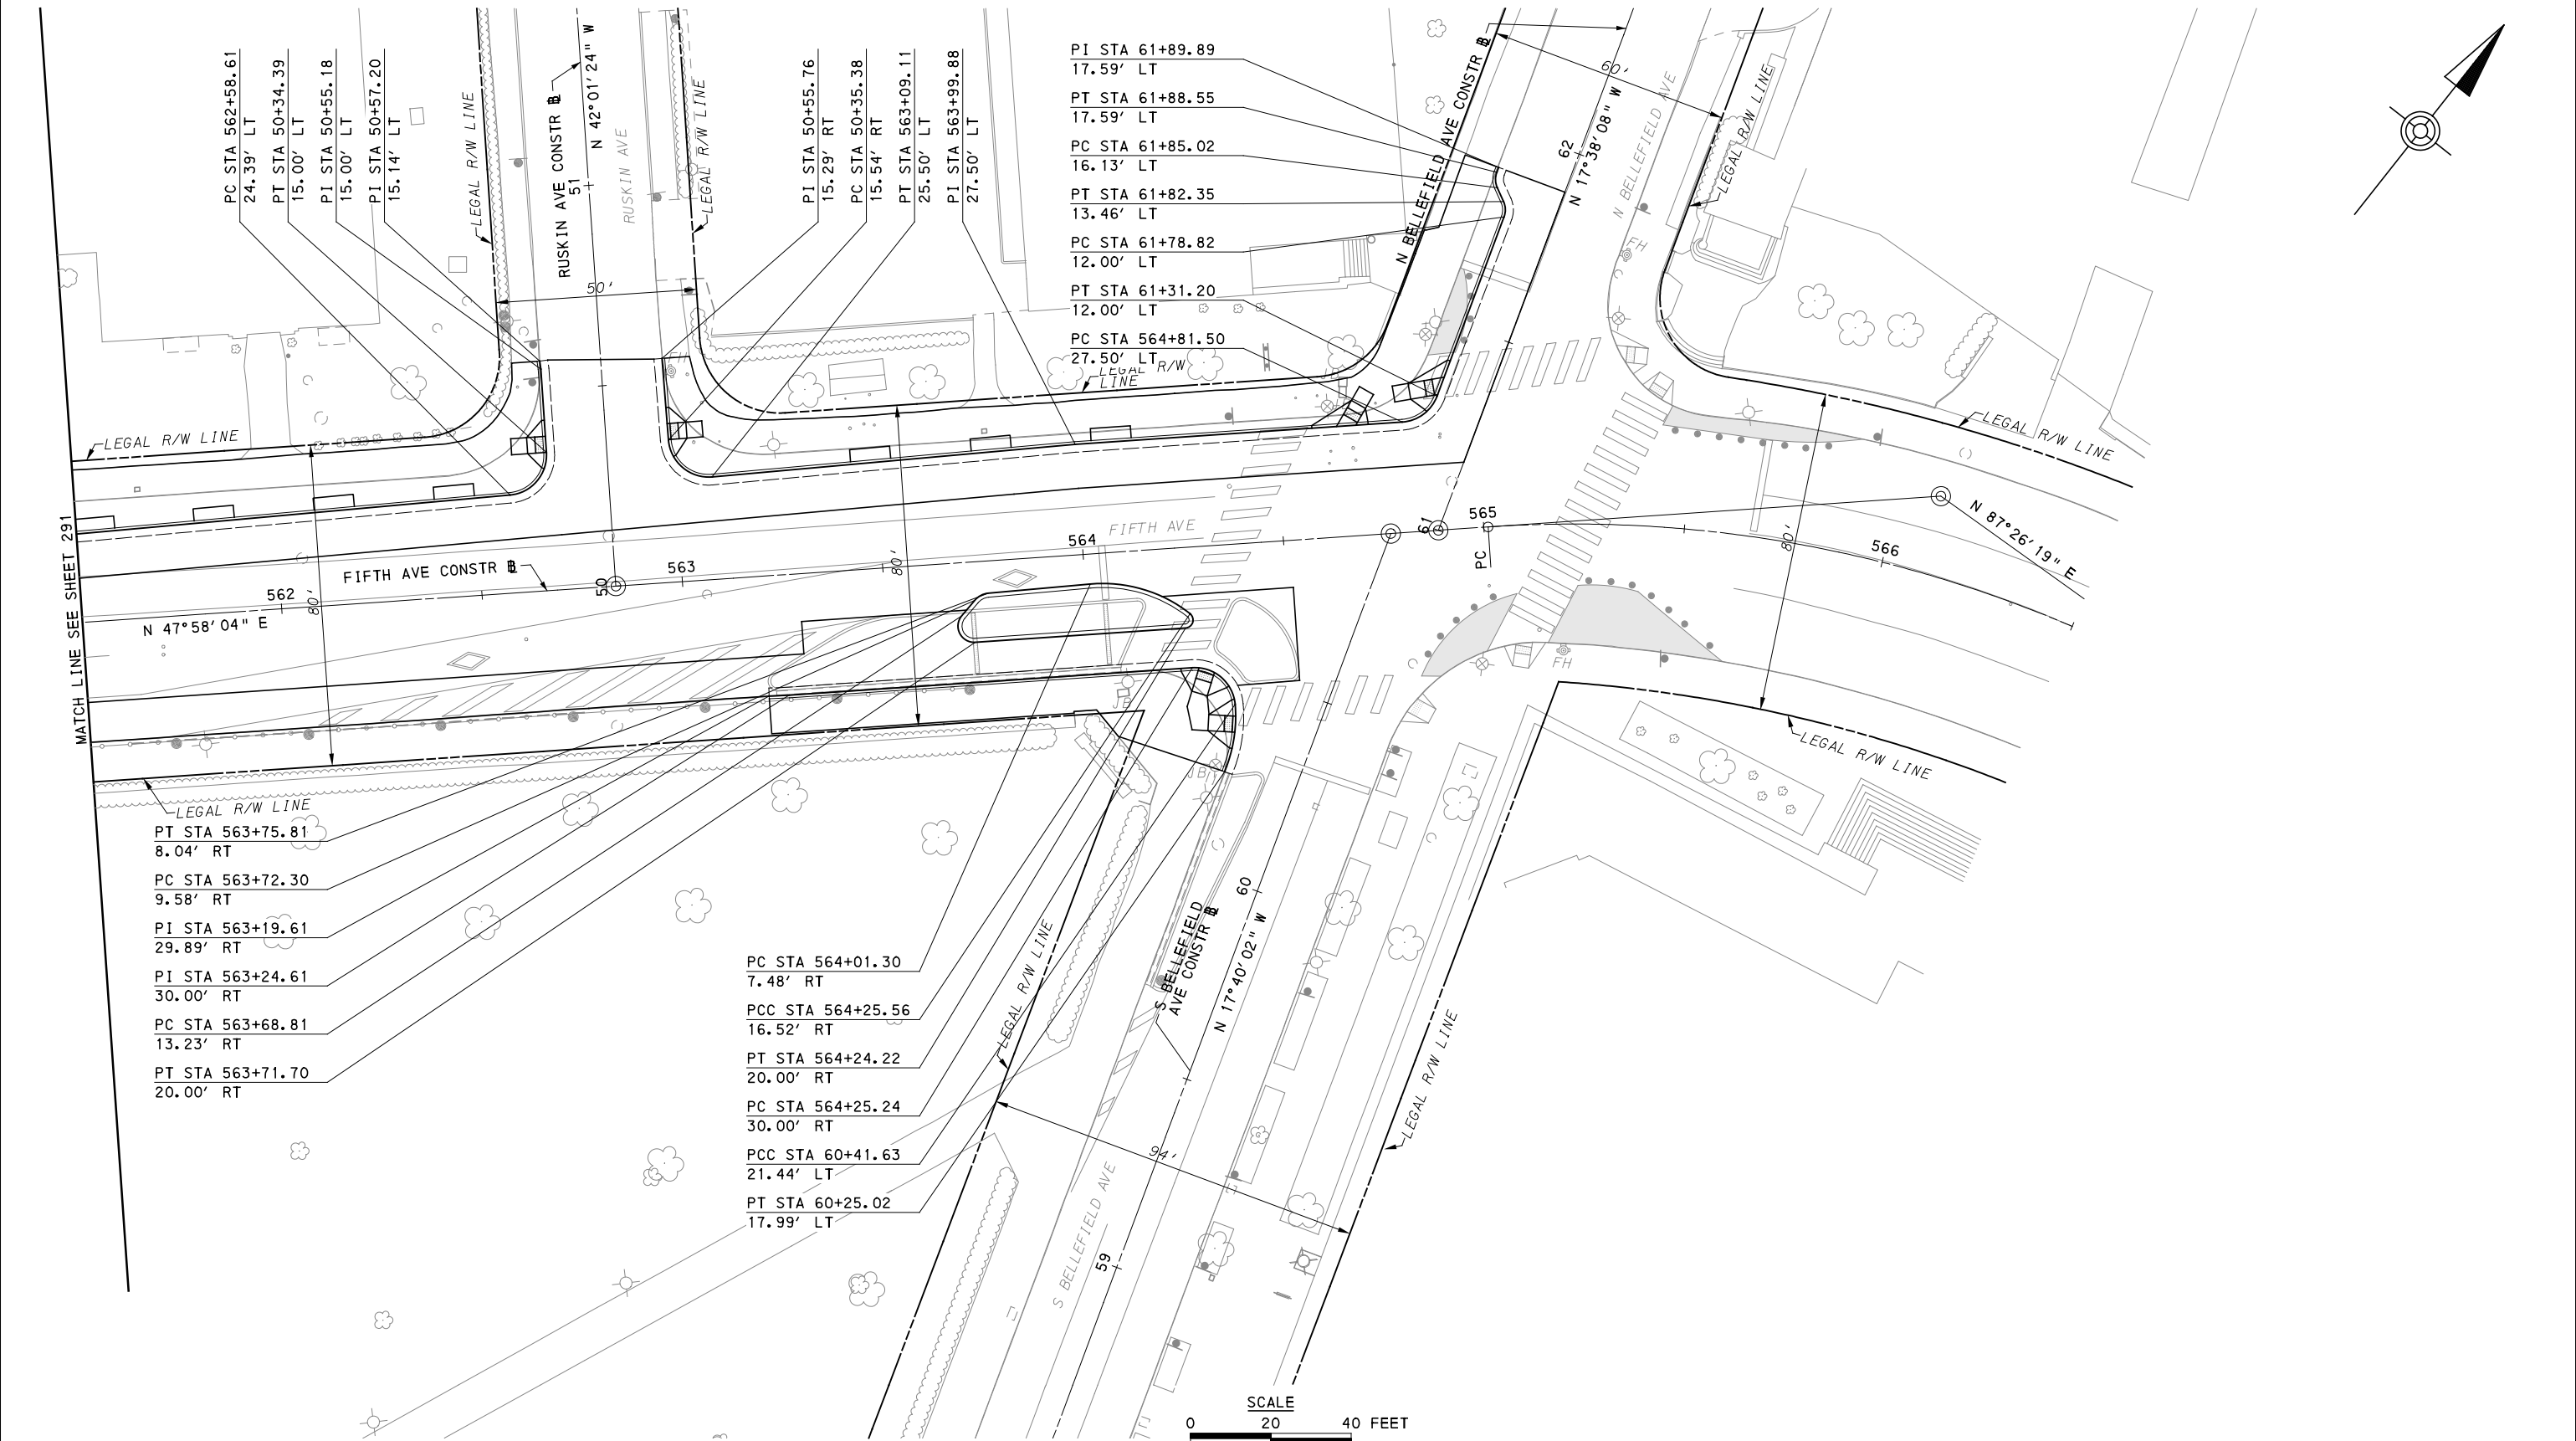 PC STA 562+58.61
24.39' LT
PT STA 50+34.39
15.00' LT
PI STA 50+55.18
15.00' LT
PI STA 50+57.20
15.14' LT
LEGAL R/W LINE
RUSKIN AVE CONSTR BL
N 42°01'24" W
51
RUSKIN AVE
LEGAL R/W LINE
50'
PI STA 50+55.76
15.29' RT
PC STA 50+35.38
15.54' RT
PT STA 563+09.11
25.50' LT
PI STA 563+99.88
27.50' LT
PI STA 61+89.89
17.59' LT
PT STA 61+88.55
17.59' LT
PC STA 61+85.02
16.13' LT
PT STA 61+82.35
13.46' LT
PC STA 61+78.82
12.00' LT
PT STA 61+31.20
12.00' LT
PC STA 564+81.50
27.50' LT
LEGAL R/W
LINE
N BELLEFIELD AVE CONSTR BL
60'
62
N 17°38'08" W
N BELLEFIELD AVE
LEGAL R/W LINE
FH
LEGAL R/W LINE
LEGAL R/W LINE
MATCH LINE SEE SHEET 291
562
80'
FIFTH AVE CONSTR BL
N 47°58'04" E
50
563
80'
564
FIFTH AVE
61
565
PC
80'
566
N 87°26'19" E
FH
LEGAL R/W LINE
JB
JB
LEGAL R/W LINE
PT STA 563+75.81
8.04' RT
PC STA 563+72.30
9.58' RT
PI STA 563+19.61
29.89' RT
PI STA 563+24.61
30.00' RT
PC STA 563+68.81
13.23' RT
PT STA 563+71.70
20.00' RT
PC STA 564+01.30
7.48' RT
PCC STA 564+25.56
16.52' RT
PT STA 564+24.22
20.00' RT
PC STA 564+25.24
30.00' RT
PCC STA 60+41.63
21.44' LT
PT STA 60+25.02
17.99' LT
LEGAL R/W LINE
S BELLEFIELD
AVE CONSTR BL
60
N 17°40'02" W
LEGAL R/W LINE
94'
S BELLEFIELD AVE
59
SCALE
0 20 40 FEET